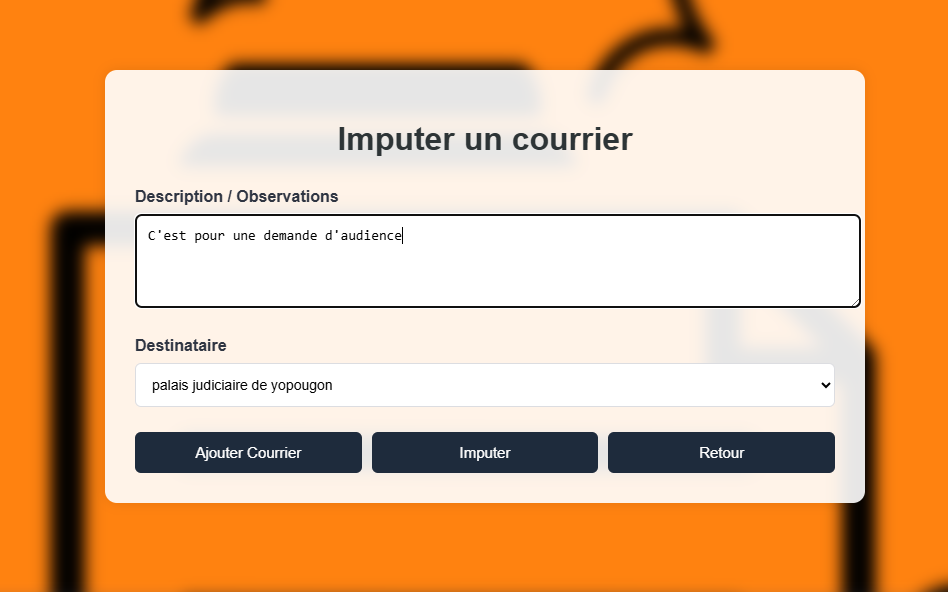 Imputer un courrier
Description / Observations
C'est pour une demande d'audience
Destinataire
palais judiciaire de yopougon
Ajouter Courrier
Imputer
Retour